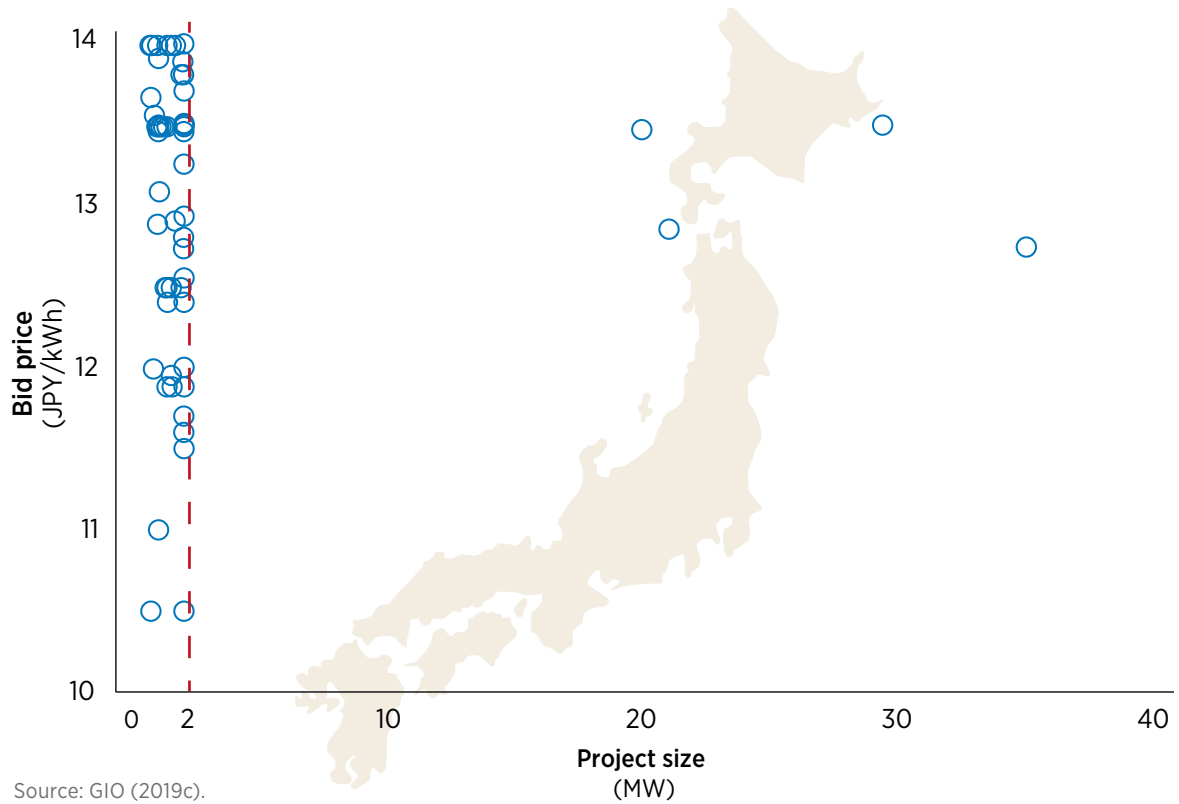 14
13
12
11
10
Bid price
(JPY/kWh)
0 2 10 20 30 40
Project size
(MW)
Source: GIO (2019c).